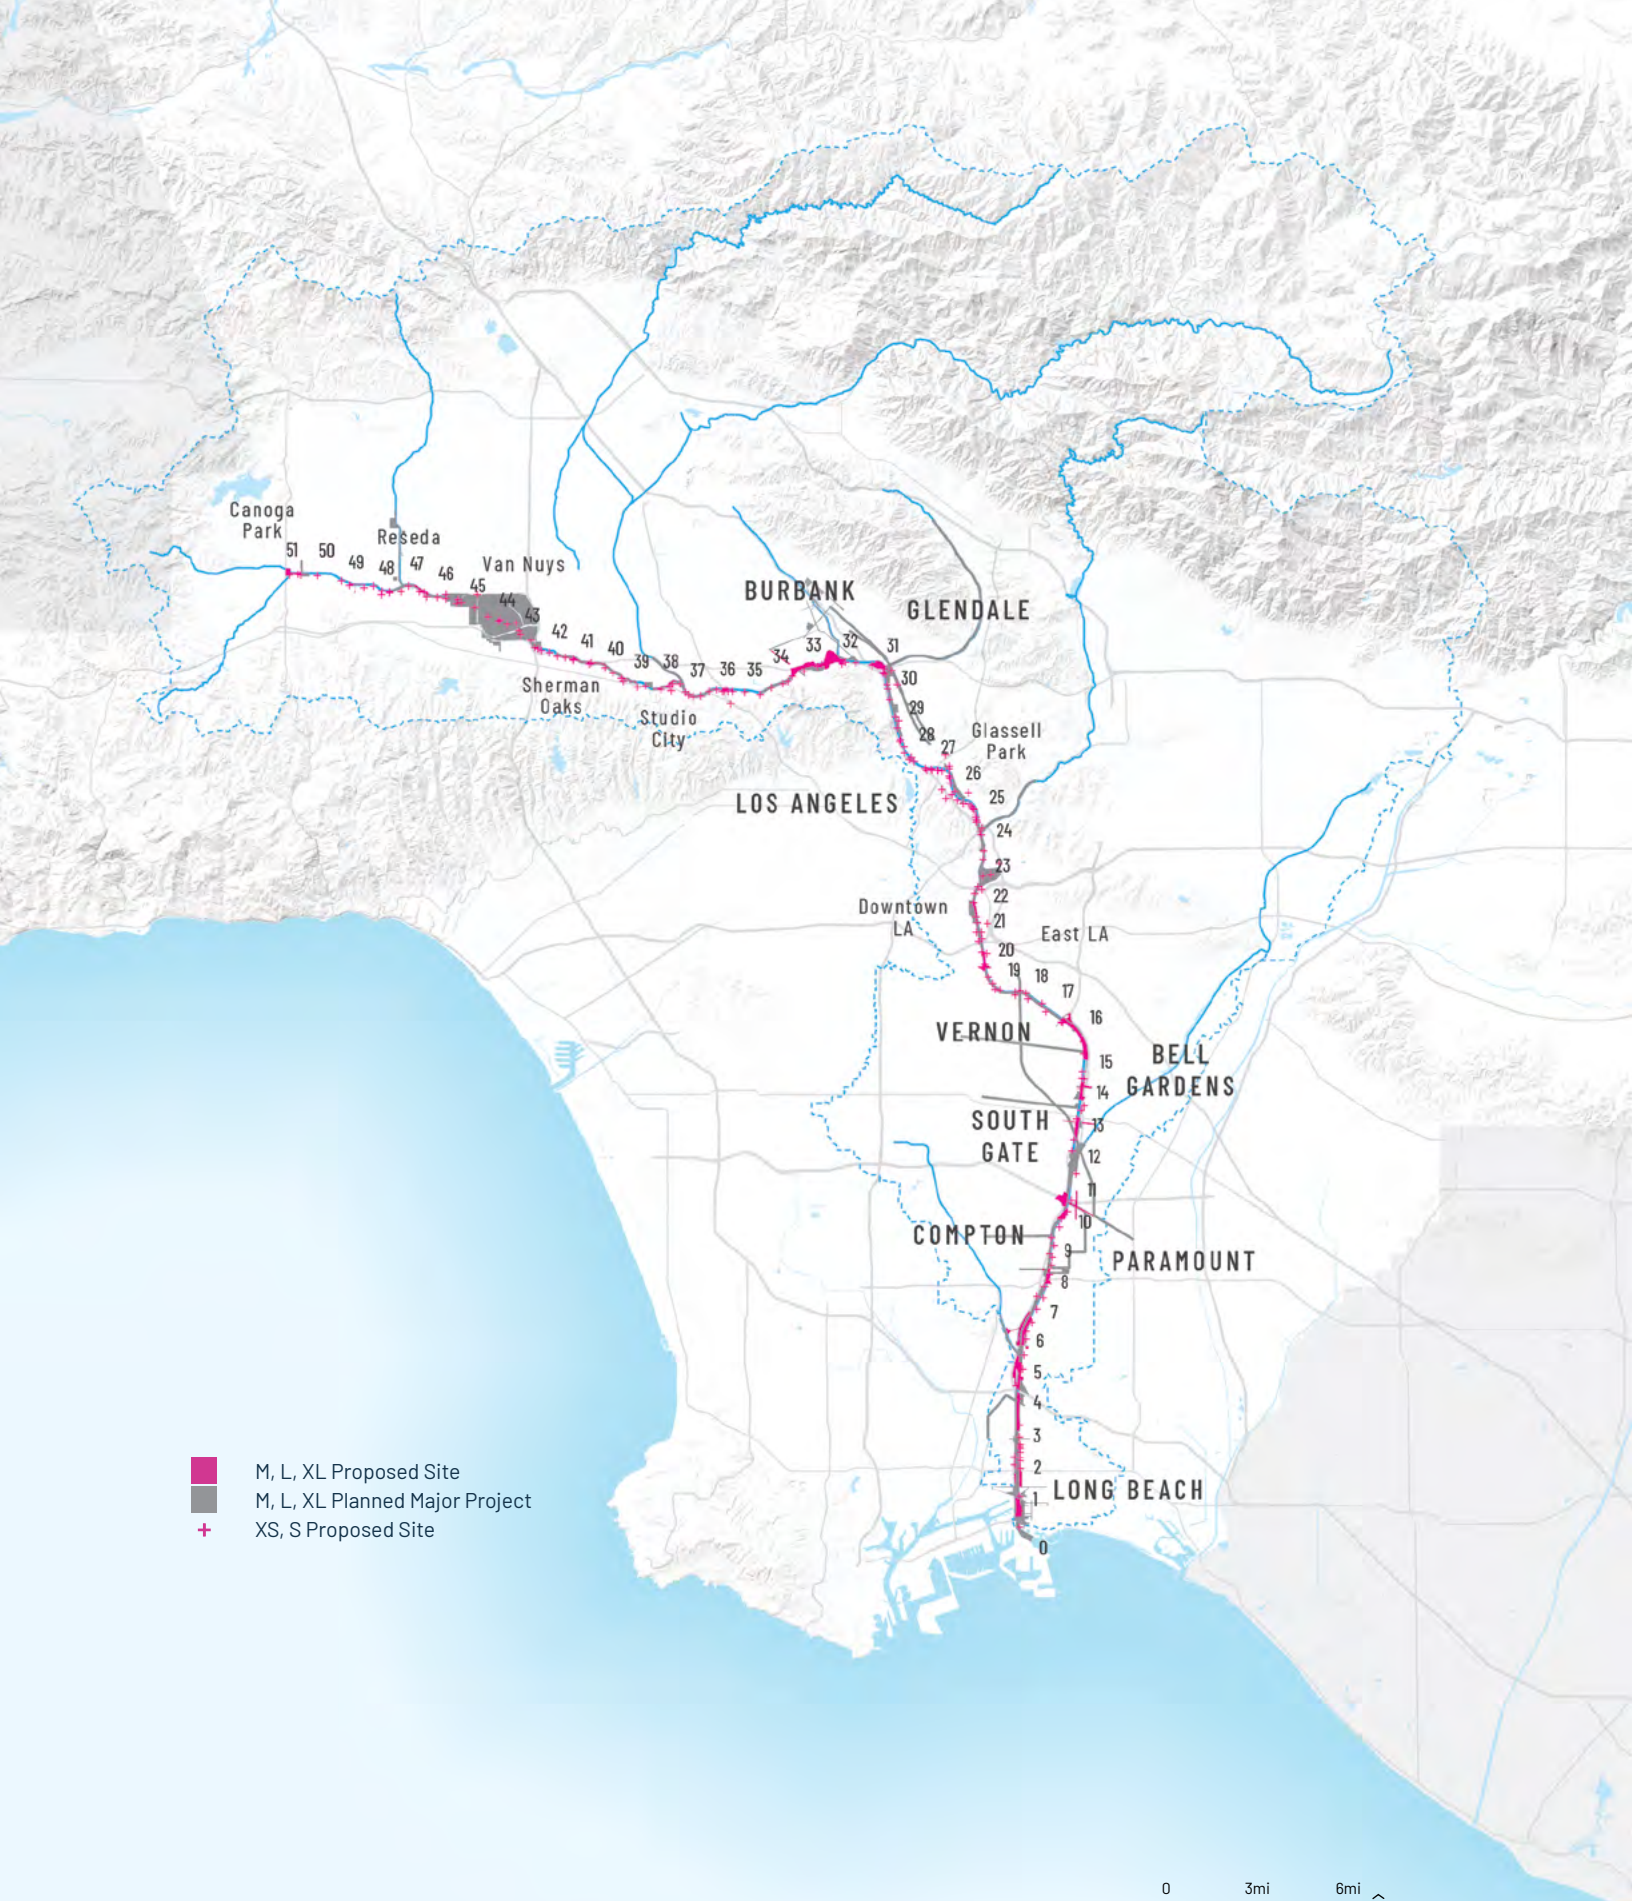 Canoga
Park
51
50
49
48
Reseda
47
46
Van Nuys
45
44
43
42
41
40
39
38
37
36
35
34
33
32
31
30
29
28
27
26
25
24
23
22
21
20
19
18
17
16
15
14
13
12
11
10
9
8
7
6
5
4
3
2
1
0
Sherman
Oaks
Studio
City
BURBANK
GLENDALE
Glassell
Park
LOS ANGELES
Downtown
LA
East LA
VERNON
BELL
GARDENS
SOUTH
GATE
COMPTON
PARAMOUNT
LONG BEACH
M, L, XL Proposed Site
M, L, XL Planned Major Project
+ XS, S Proposed Site
0 3mi 6mi